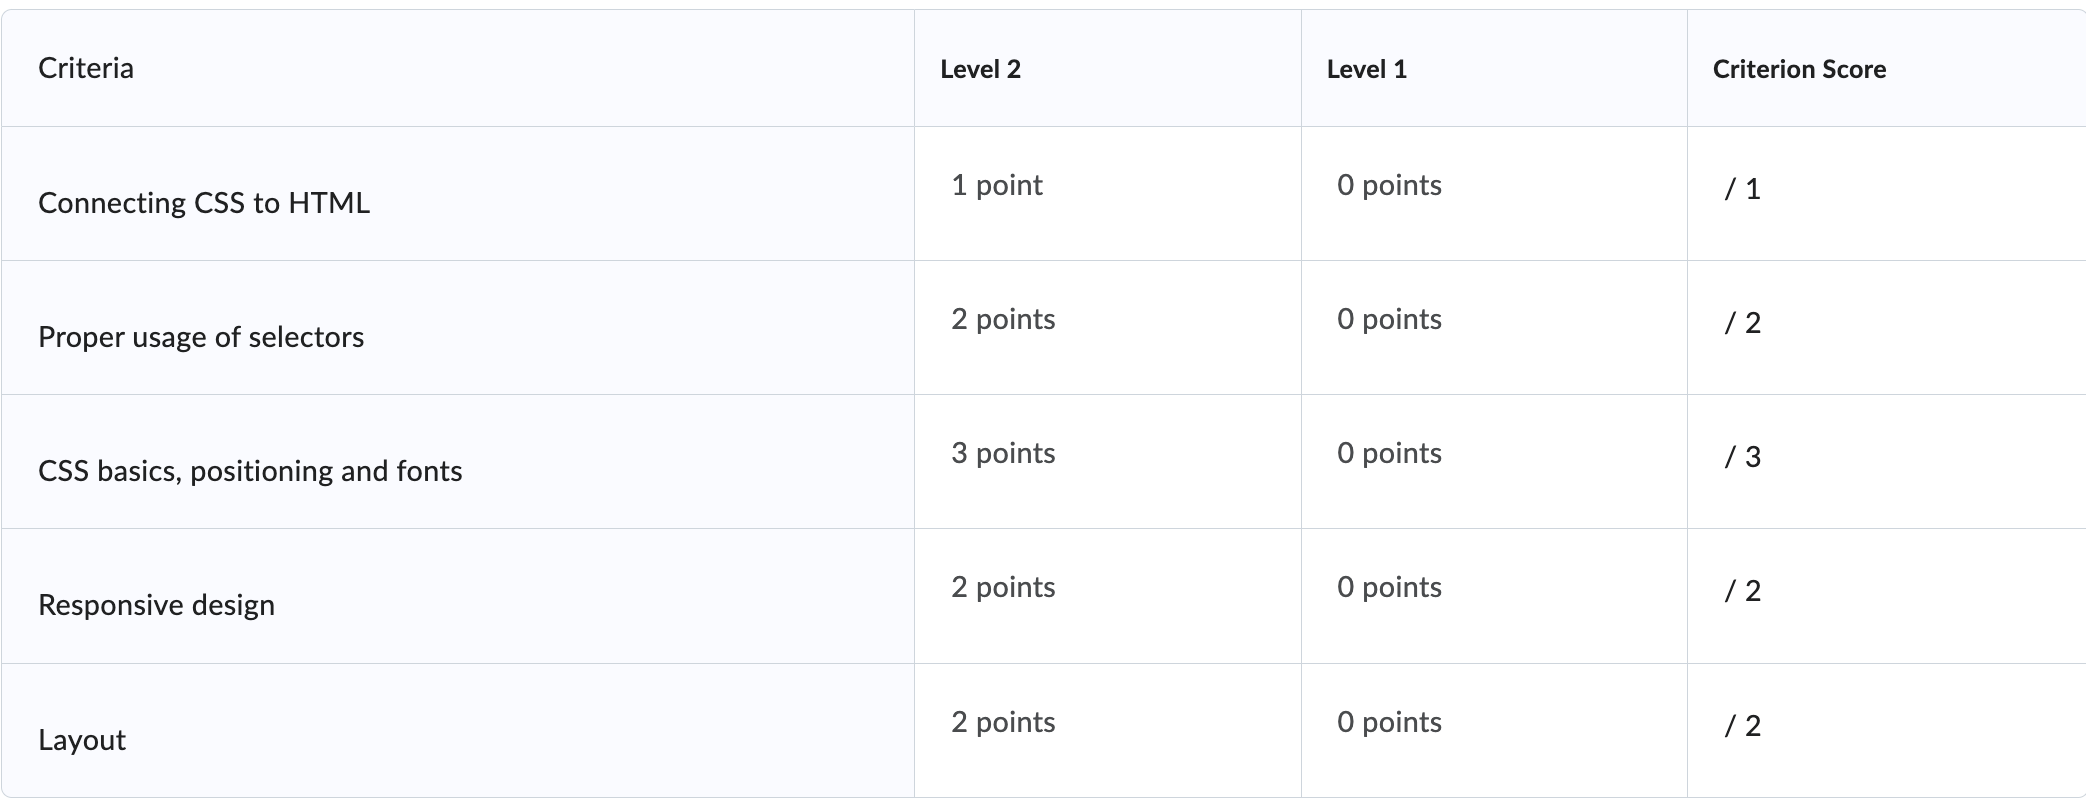 Criteria Level 2 Level 1 Criterion Score
Connecting CSS to HTML 1 point 0 points / 1
Proper usage of selectors 2 points 0 points / 2
CSS basics, positioning and fonts 3 points 0 points / 3
Responsive design 2 points 0 points / 2
Layout 2 points 0 points / 2